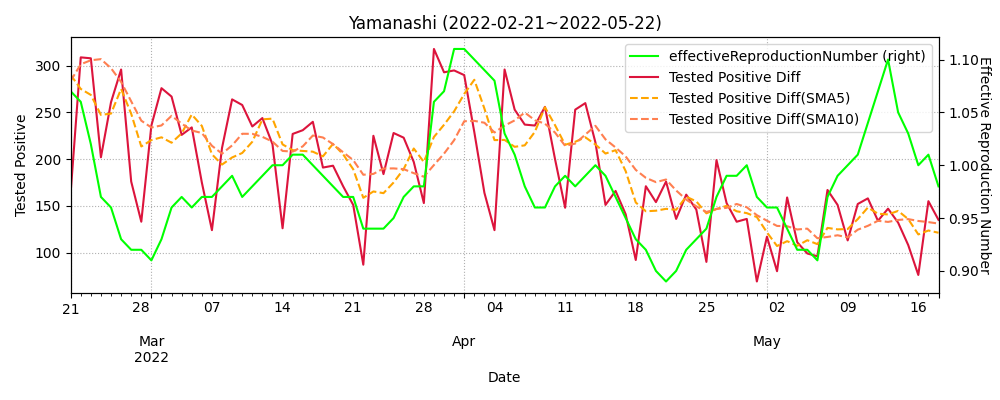 Yamanashi (2022-02-21~2022-05-22)
effectiveReproductionNumber (right)
Tested Positive Diff
Tested Positive Diff(SMA5)
Tested Positive Diff(SMA10)
Tested Positive
300
250
200
150
100
1.10
1.05
1.00
0.95
0.90
Effective Reproduction Number
21 28 07 14 21 28 04 11 18 25 02 09 16
Mar Apr May
2022
Date